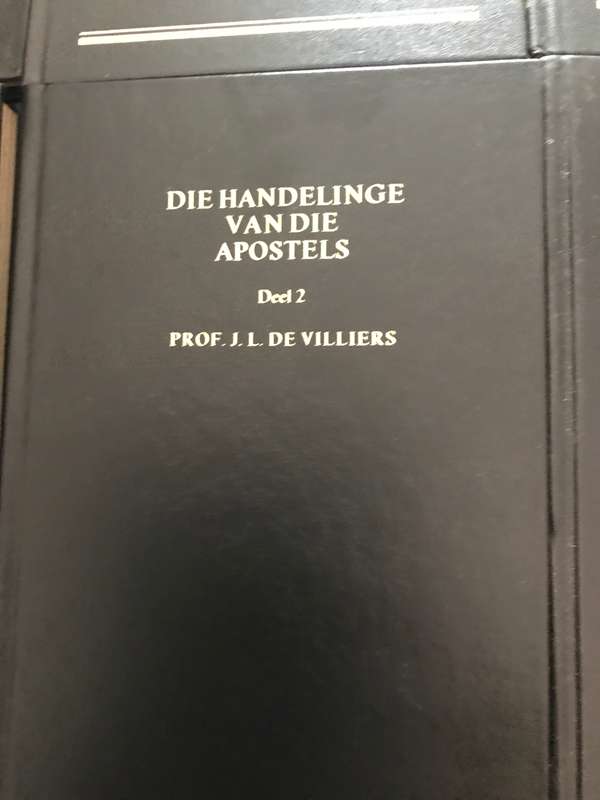 DIE HANDELINGE
VAN DIE
APOSTELS
Deel 2
PROF. J. L. DE VILLIERS